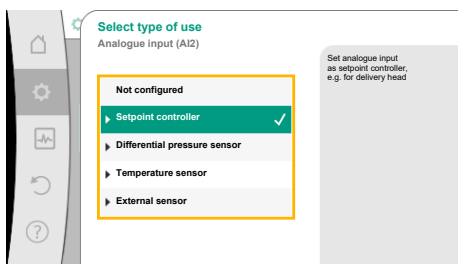 Select type of use
Analogue input (AI2)
Set analogue input
as setpoint controller,
e.g. for delivery head
Not configured
Setpoint controller
Differential pressure sensor
Temperature sensor
External sensor
?